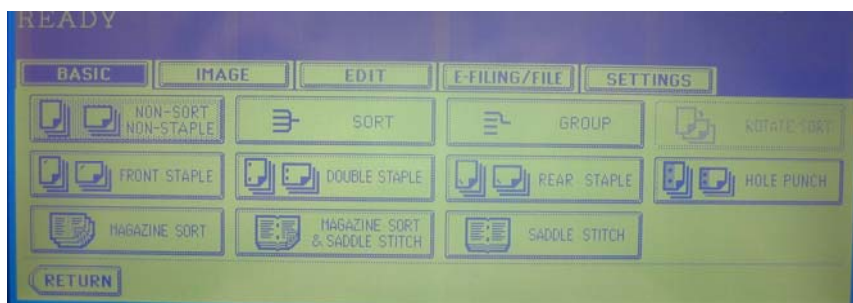 READY
BASIC IMAGE EDIT E-FILING/FILE SETTINGS
NON-SORT
NON-STAPLE
SORT
GROUP
ROTATE SORT
FRONT STAPLE
DOUBLE STAPLE
REAR STAPLE
HOLE PUNCH
MAGAZINE SORT
MAGAZINE SORT
& SADDLE STITCH
SADDLE STITCH
RETURN